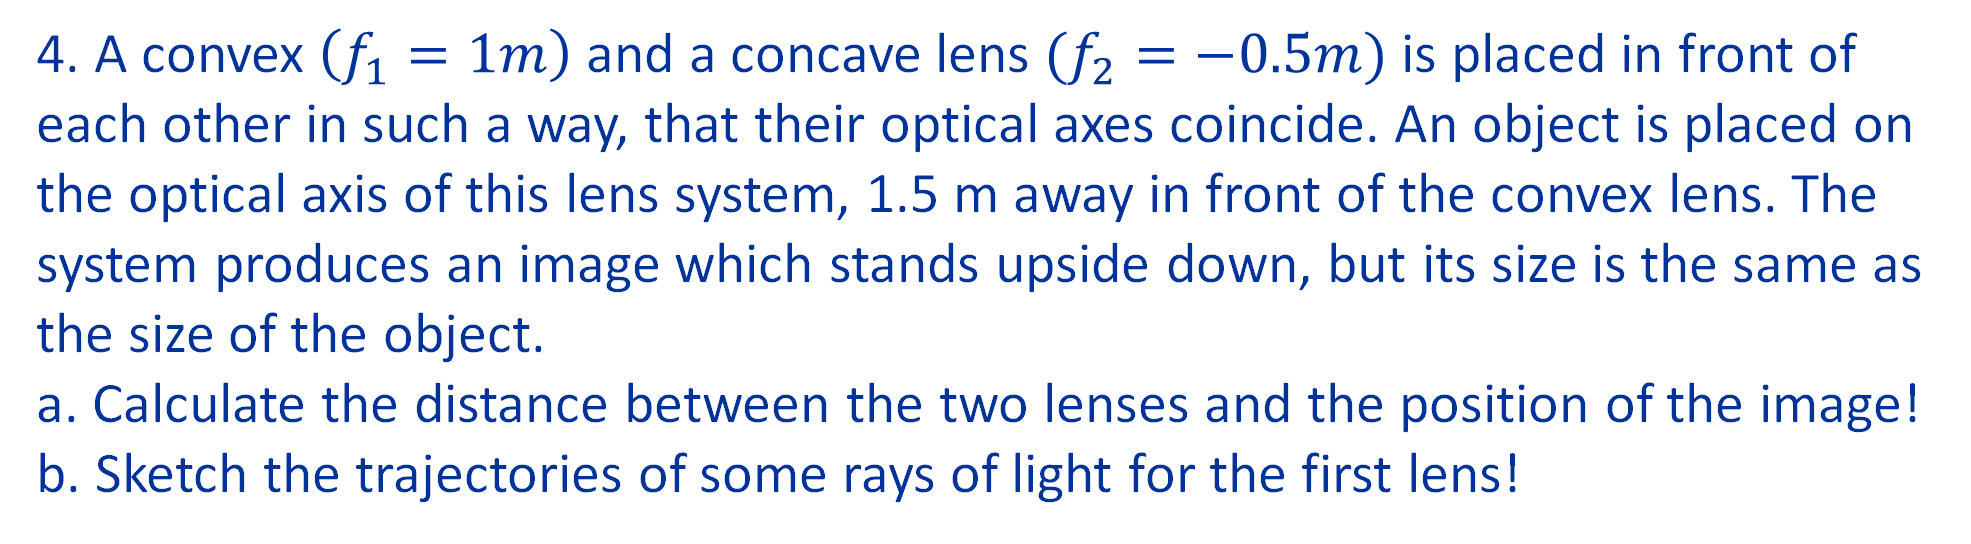 4. A convex (𝑓₁ = 1𝑚) and a concave lens (𝑓₂ = −0.5𝑚) is placed in front of
each other in such a way, that their optical axes coincide. An object is placed on
the optical axis of this lens system, 1.5 m away in front of the convex lens. The
system produces an image which stands upside down, but its size is the same as
the size of the object.
a. Calculate the distance between the two lenses and the position of the image!
b. Sketch the trajectories of some rays of light for the first lens!